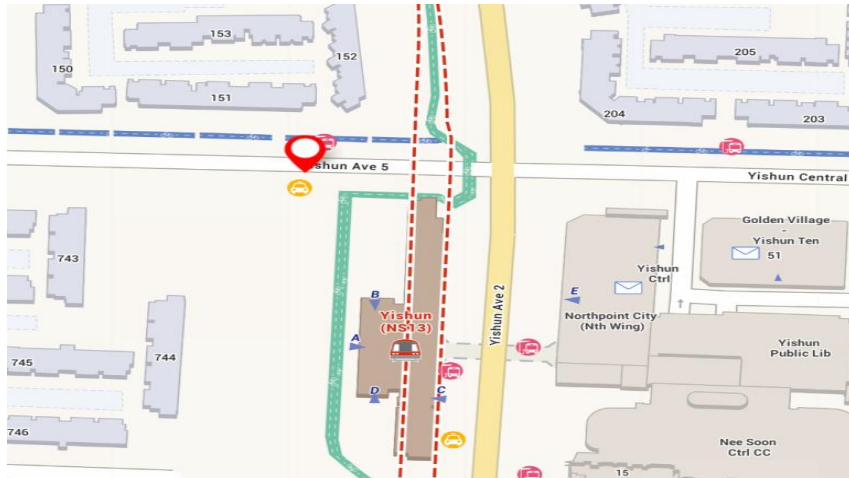 153
205
152
150
151
204
203
Yishun Ave 5
Yishun Central
Golden Village
-
Yishun Ten
51
743
Yishun
Ctrl
B
E
Yishun Ave 2
Yishun
(NS13)
Northpoint City
(Nth Wing)
A
Yishun
Public Lib
745
744
D
C
746
Nee Soon
Ctrl CC
15